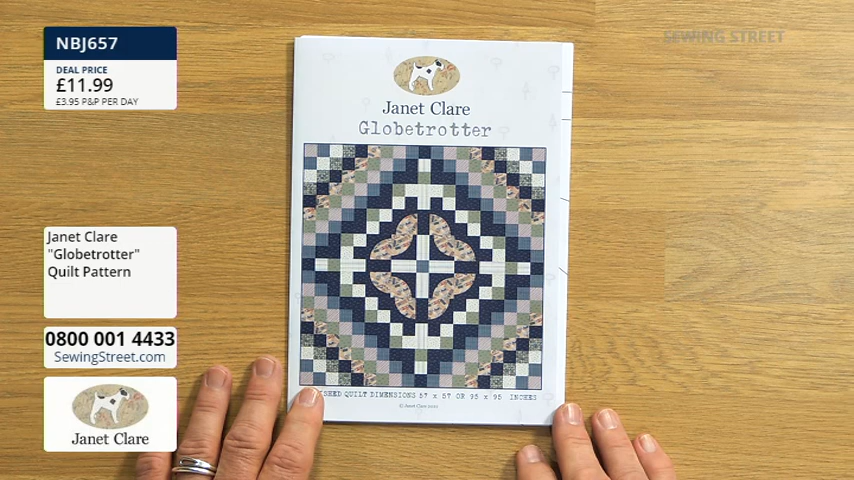 NBJ657
DEAL PRICE
£11.99
£3.95 P&P PER DAY
Janet Clare
"Globetrotter"
Quilt Pattern
0800 001 4433
SewingStreet.com
Janet Clare
SEWING STREET
Janet Clare
Globetrotter
SHED QUILT DIMENSIONS 57 x 57 OR 95 x 95 INCHES